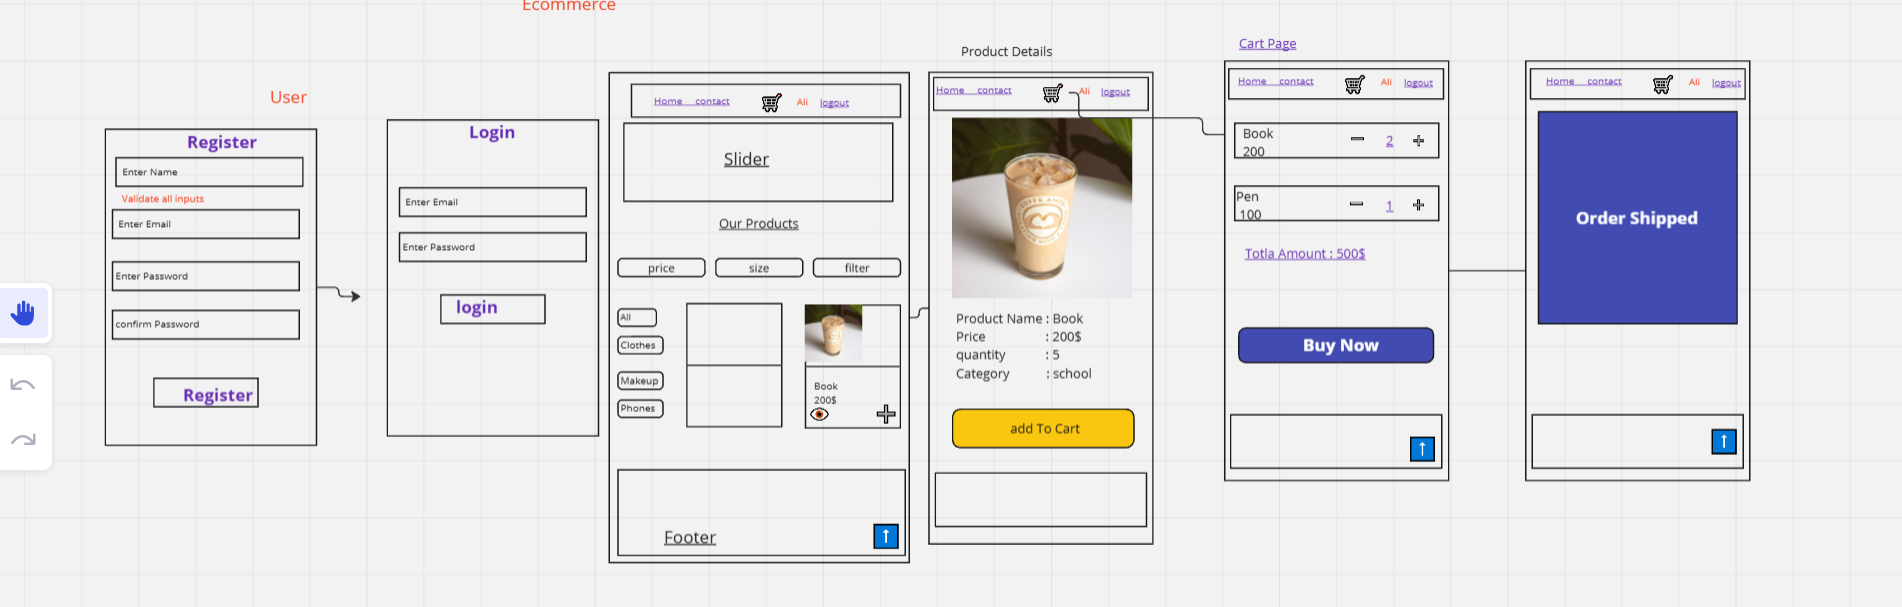 Ecommerce
User
Register
Enter Name
Validate all inputs
Enter Email
Enter Password
confirm Password
Register
Login
Enter Email
Enter Password
login
Home contact Ali logout
Slider
Our Products
price size filter
All
Clothes
Makeup
Phones
Book
200$
Footer
Product Details
Home contact Ali logout
Product Name : Book
Price : 200$
quantity : 5
Category : school
add To Cart
Cart Page
Home contact Ali logout
Book
200
2
Pen
100
1
Totla Amount : 500$
Buy Now
Home contact Ali logout
Order Shipped